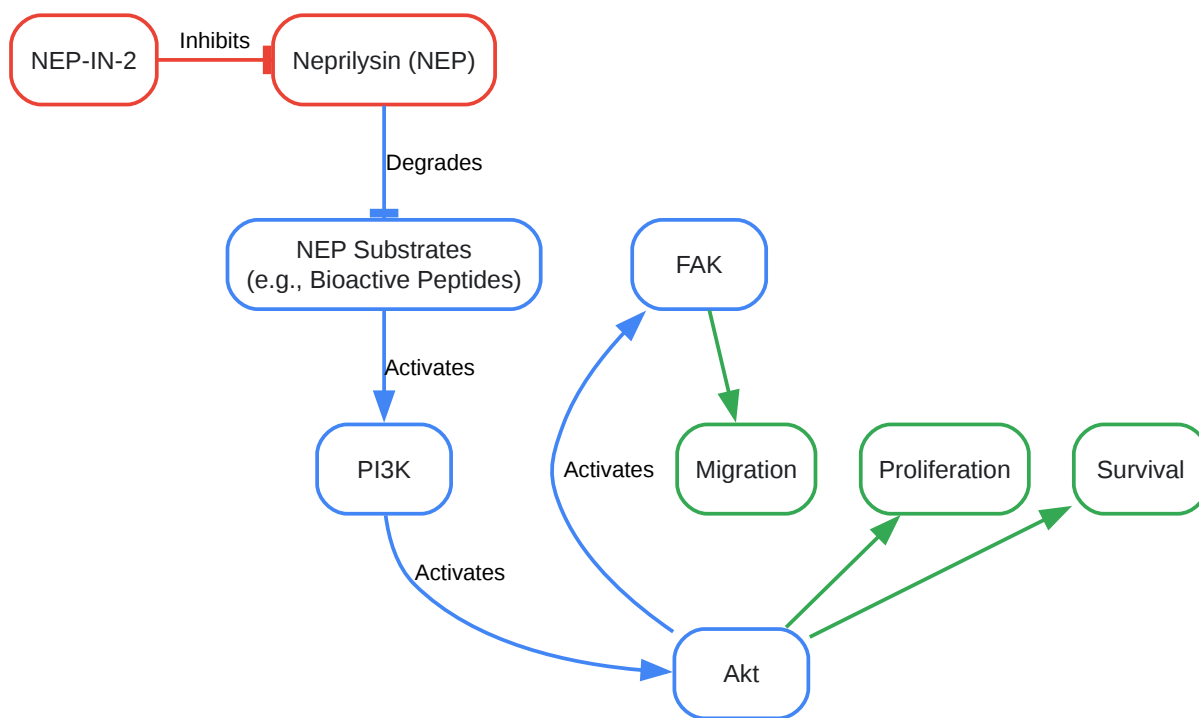 NEP-IN-2
Inhibits
Neprilysin (NEP)
Degrades
NEP Substrates
(e.g., Bioactive Peptides)
FAK
Activates
PI3K
Activates
Migration
Proliferation
Survival
Activates
Akt